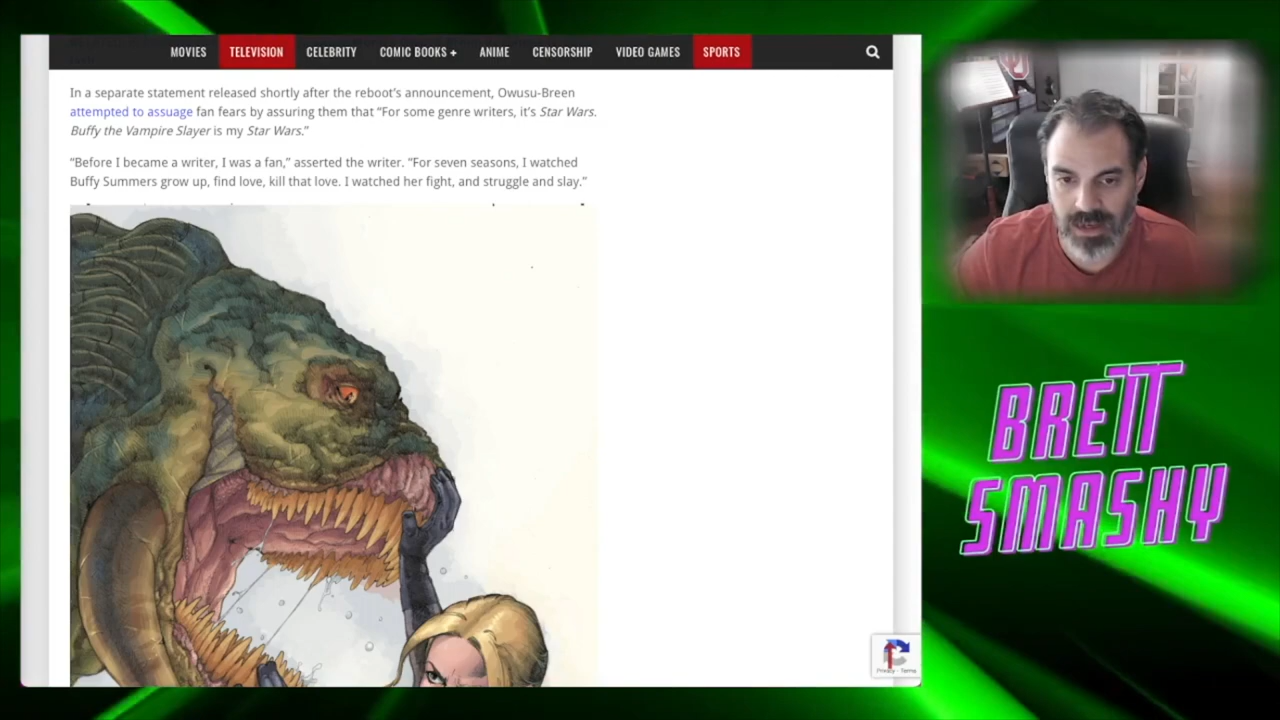 MOVIES TELEVISION CELEBRITY COMIC BOOKS + ANIME CENSORSHIP VIDEO GAMES SPORTS
In a separate statement released shortly after the reboot's announcement, Owusu-Breen
attempted to assuage fan fears by assuring them that “For some genre writers, it's Star Wars.
Buffy the Vampire Slayer is my Star Wars.”
“Before I became a writer, I was a fan,” asserted the writer. “For seven seasons, I watched
Buffy Summers grow up, find love, kill that love. I watched her fight, and struggle and slay.”
BRETT
SMASHY
Privacy - Terms